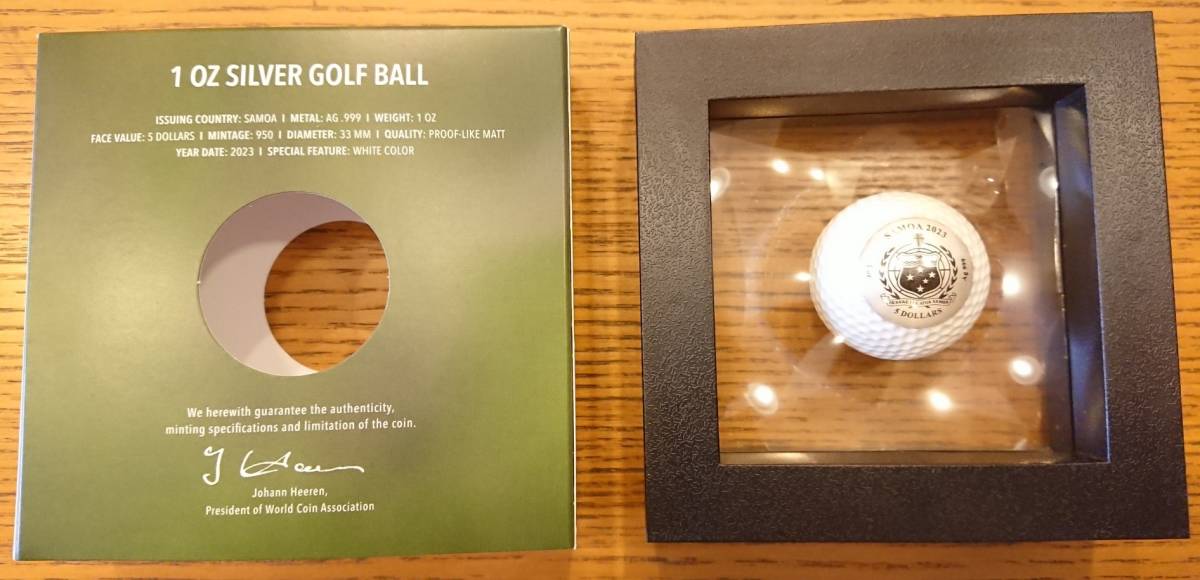 1 OZ SILVER GOLF BALL
ISSUING COUNTRY: SAMOA I METAL: AG .999 I WEIGHT: 1 OZ
FACE VALUE: 5 DOLLARS I MINTAGE: 950 I DIAMETER: 33 MM I QUALITY: PROOF-LIKE MATT
YEAR DATE: 2023 I SPECIAL FEATURE: WHITE COLOR
We herewith guarantee the authenticity,
minting specifications and limitation of the coin.
Johann Heeren,
President of World Coin Association
SAMOA 2023
5 DOLLARS